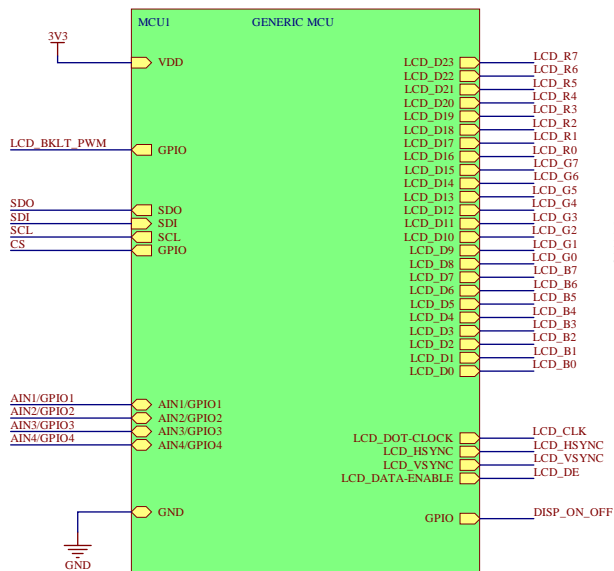 MCU1 GENERIC MCU
3V3
VDD LCD_D23 LCD_R7
LCD_D22 LCD_R6
LCD_D21 LCD_R5
LCD_D20 LCD_R4
LCD_D19 LCD_R3
LCD_D18 LCD_R2
LCD_D17 LCD_R1
LCD_BKLT_PWM GPIO LCD_D16 LCD_R0
LCD_D15 LCD_G7
LCD_D14 LCD_G6
LCD_D13 LCD_G5
SDO SDO LCD_D12 LCD_G4
SDI SDI LCD_D11 LCD_G3
SCL SCL LCD_D10 LCD_G2
CS GPIO LCD_D9 LCD_G1
LCD_D8 LCD_G0
LCD_D7 LCD_B7
LCD_D6 LCD_B6
LCD_D5 LCD_B5
LCD_D4 LCD_B4
LCD_D3 LCD_B3
LCD_D2 LCD_B2
LCD_D1 LCD_B1
LCD_D0 LCD_B0
AIN1/GPIO1 AIN1/GPIO1
AIN2/GPIO2 AIN2/GPIO2
AIN3/GPIO3 AIN3/GPIO3
AIN4/GPIO4 AIN4/GPIO4
LCD_DOT-CLOCK LCD_CLK
LCD_HSYNC LCD_HSYNC
LCD_VSYNC LCD_VSYNC
LCD_DATA-ENABLE LCD_DE
GND GPIO DISP_ON_OFF
GND